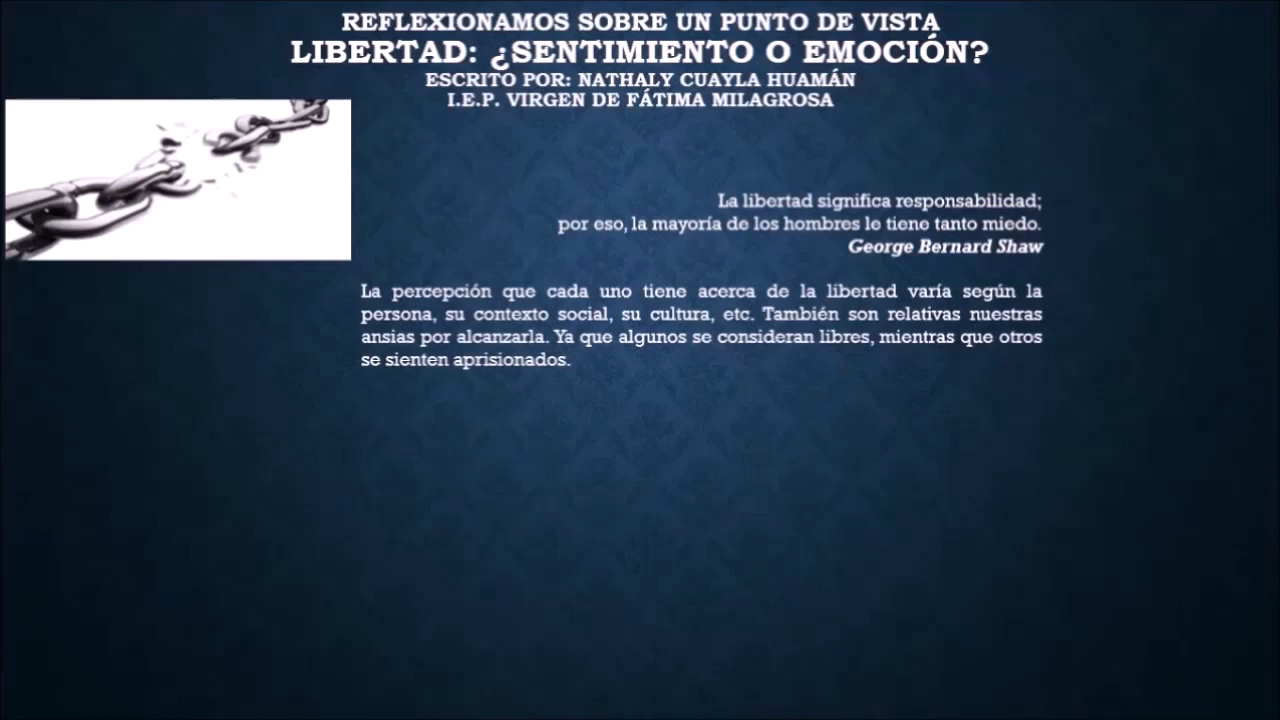 REFLEXIONAMOS SOBRE UN PUNTO DE VISTA
LIBERTAD: ¿SENTIMIENTO O EMOCIÓN?
ESCRITO POR: NATHALY CUAYLA HUAMÁN
I.E.P. VIRGEN DE FÁTIMA MILAGROSA
La libertad significa responsabilidad;
por eso, la mayoría de los hombres le tiene tanto miedo.
George Bernard Shaw
La percepción que cada uno tiene acerca de la libertad varía según la
persona, su contexto social, su cultura, etc. También son relativas nuestras
ansias por alcanzarla. Ya que algunos se consideran libres, mientras que otros
se sienten aprisionados.